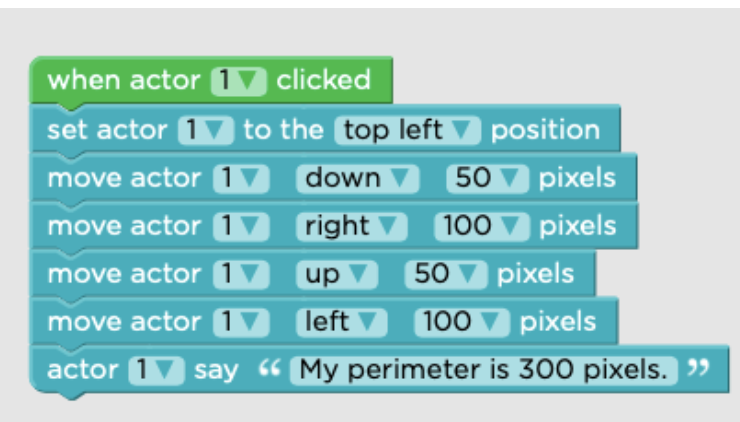 when actor 1 clicked
set actor 1 to the top left position
move actor 1 down 50 pixels
move actor 1 right 100 pixels
move actor 1 up 50 pixels
move actor 1 left 100 pixels
actor 1 say “ My perimeter is 300 pixels. ”